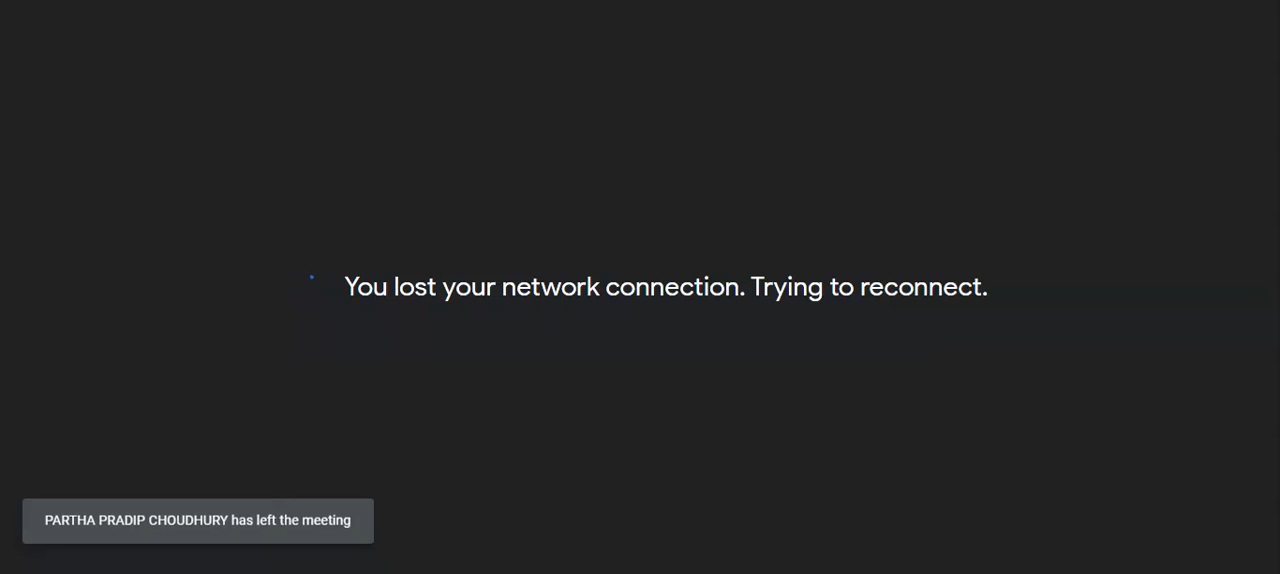 You lost your network connection. Trying to reconnect.
PARTHA PRADIP CHOUDHURY has left the meeting